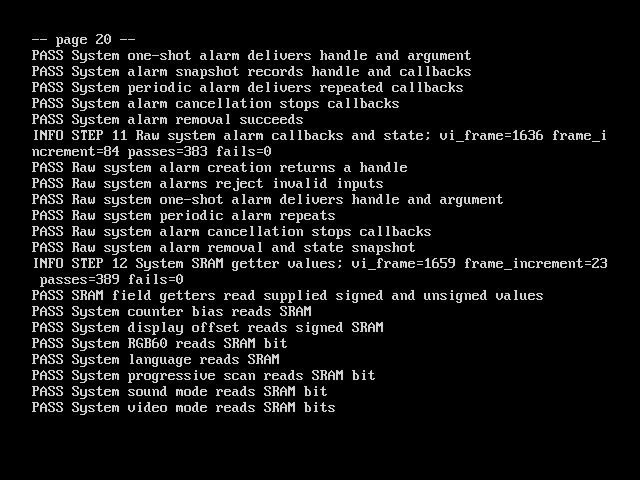 -- page 20 --
PASS System one-shot alarm delivers handle and argument
PASS System alarm snapshot records handle and callbacks
PASS System periodic alarm delivers repeated callbacks
PASS System alarm cancellation stops callbacks
PASS System alarm removal succeeds
INFO STEP 11 Raw system alarm callbacks and state; vi_frame=1636 frame_i
ncrement=84 passes=383 fails=0
PASS Raw system alarm creation returns a handle
PASS Raw system alarms reject invalid inputs
PASS Raw system one-shot alarm delivers handle and argument
PASS Raw system periodic alarm repeats
PASS Raw system alarm cancellation stops callbacks
PASS Raw system alarm removal and state snapshot
INFO STEP 12 System SRAM getter values; vi_frame=1659 frame_increment=23
 passes=389 fails=0
PASS SRAM field getters read supplied signed and unsigned values
PASS System counter bias reads SRAM
PASS System display offset reads signed SRAM
PASS System RGB60 reads SRAM bit
PASS System language reads SRAM
PASS System progressive scan reads SRAM bit
PASS System sound mode reads SRAM bit
PASS System video mode reads SRAM bits